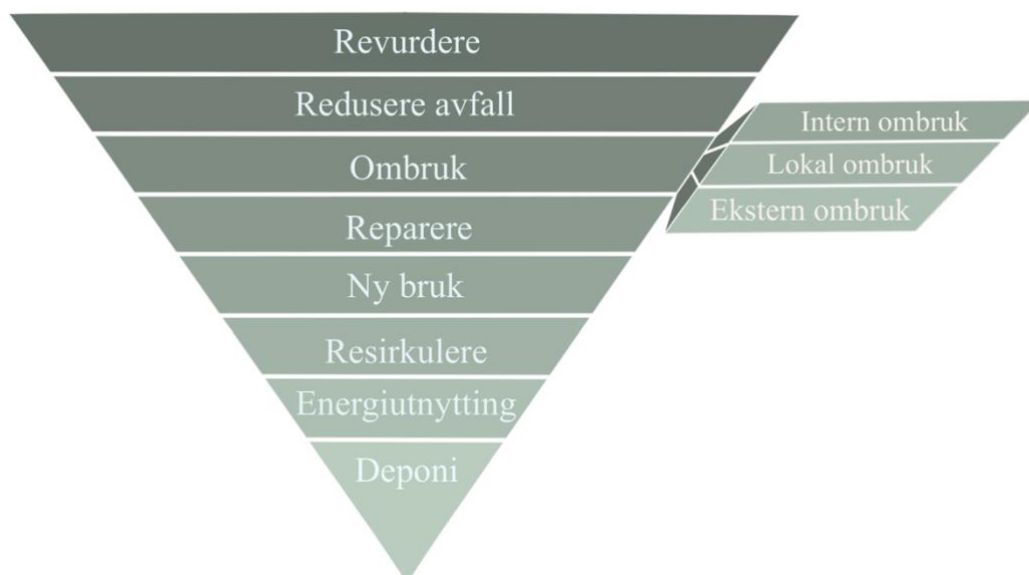 Revurdere
Redusere avfall
Ombruk
Reparere
Ny bruk
Resirkulere
Energiutnytting
Deponi
Intern ombruk
Lokal ombruk
Ekstern ombruk